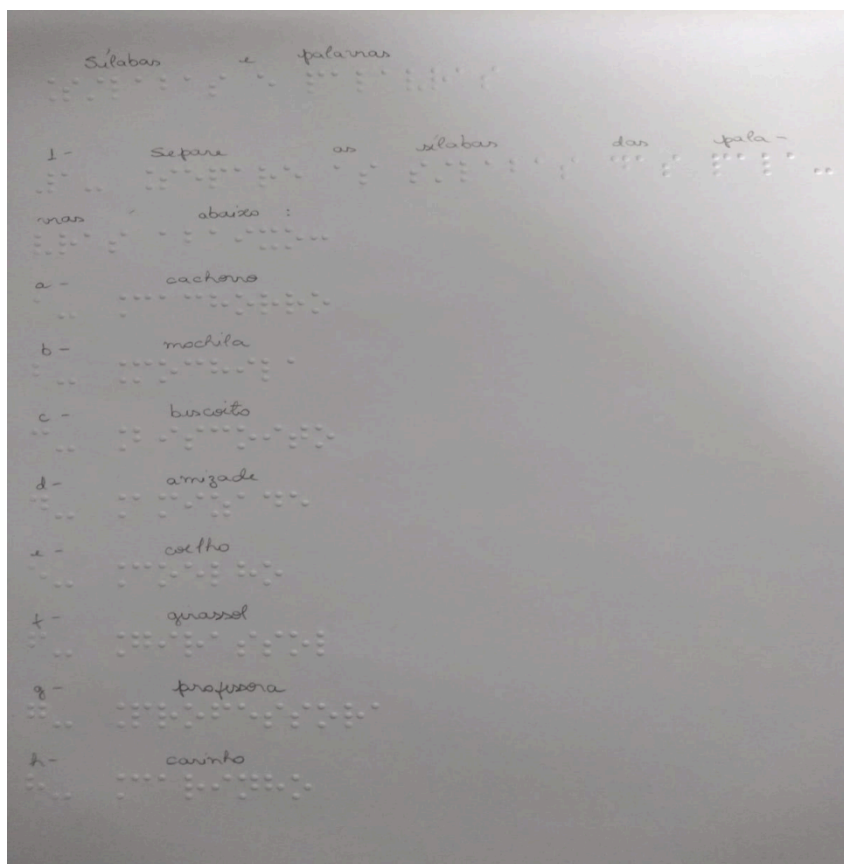 Sílabas e palavras
1- Separe as sílabas das pala-
vras abaixo :
a - cachorro
b - mochila
c - biscoito
d - amizade
e - coelho
f - girassol
g - professora
h - carinho